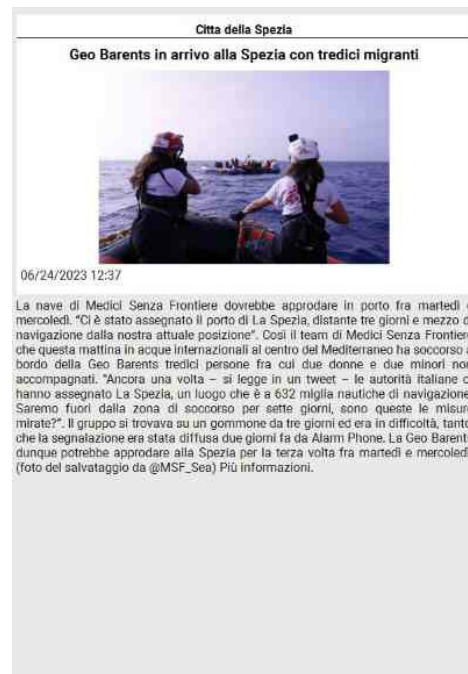 Citta della Spezia
Geo Barents in arrivo alla Spezia con tredici migranti
06/24/2023 12:37
La nave di Medici Senza Frontiere dovrebbe approdare in porto fra martedì e
mercoledì. "Ci è stato assegnato il porto di La Spezia, distante tre giorni e mezzo di
navigazione dalla nostra attuale posizione". Così il team di Medici Senza Frontiere
che questa mattina in acque internazionali al centro del Mediterraneo ha soccorso a
bordo della Geo Barents tredici persone fra cui due donne e due minori non
accompagnati. "Ancora una volta – si legge in un tweet – le autorità italiane ci
hanno assegnato La Spezia, un luogo che è a 632 miglia nautiche di navigazione.
Saremo fuori dalla zona di soccorso per sette giorni, sono queste le misure
mirate?". Il gruppo si trovava su un gommone da tre giorni ed era in difficoltà, tanto
che la segnalazione era stata diffusa due giorni fa da Alarm Phone. La Geo Barents
dunque potrebbe approdare alla Spezia per la terza volta fra martedì e mercoledì.
(foto del salvataggio da @MSF_Sea) Più informazioni.